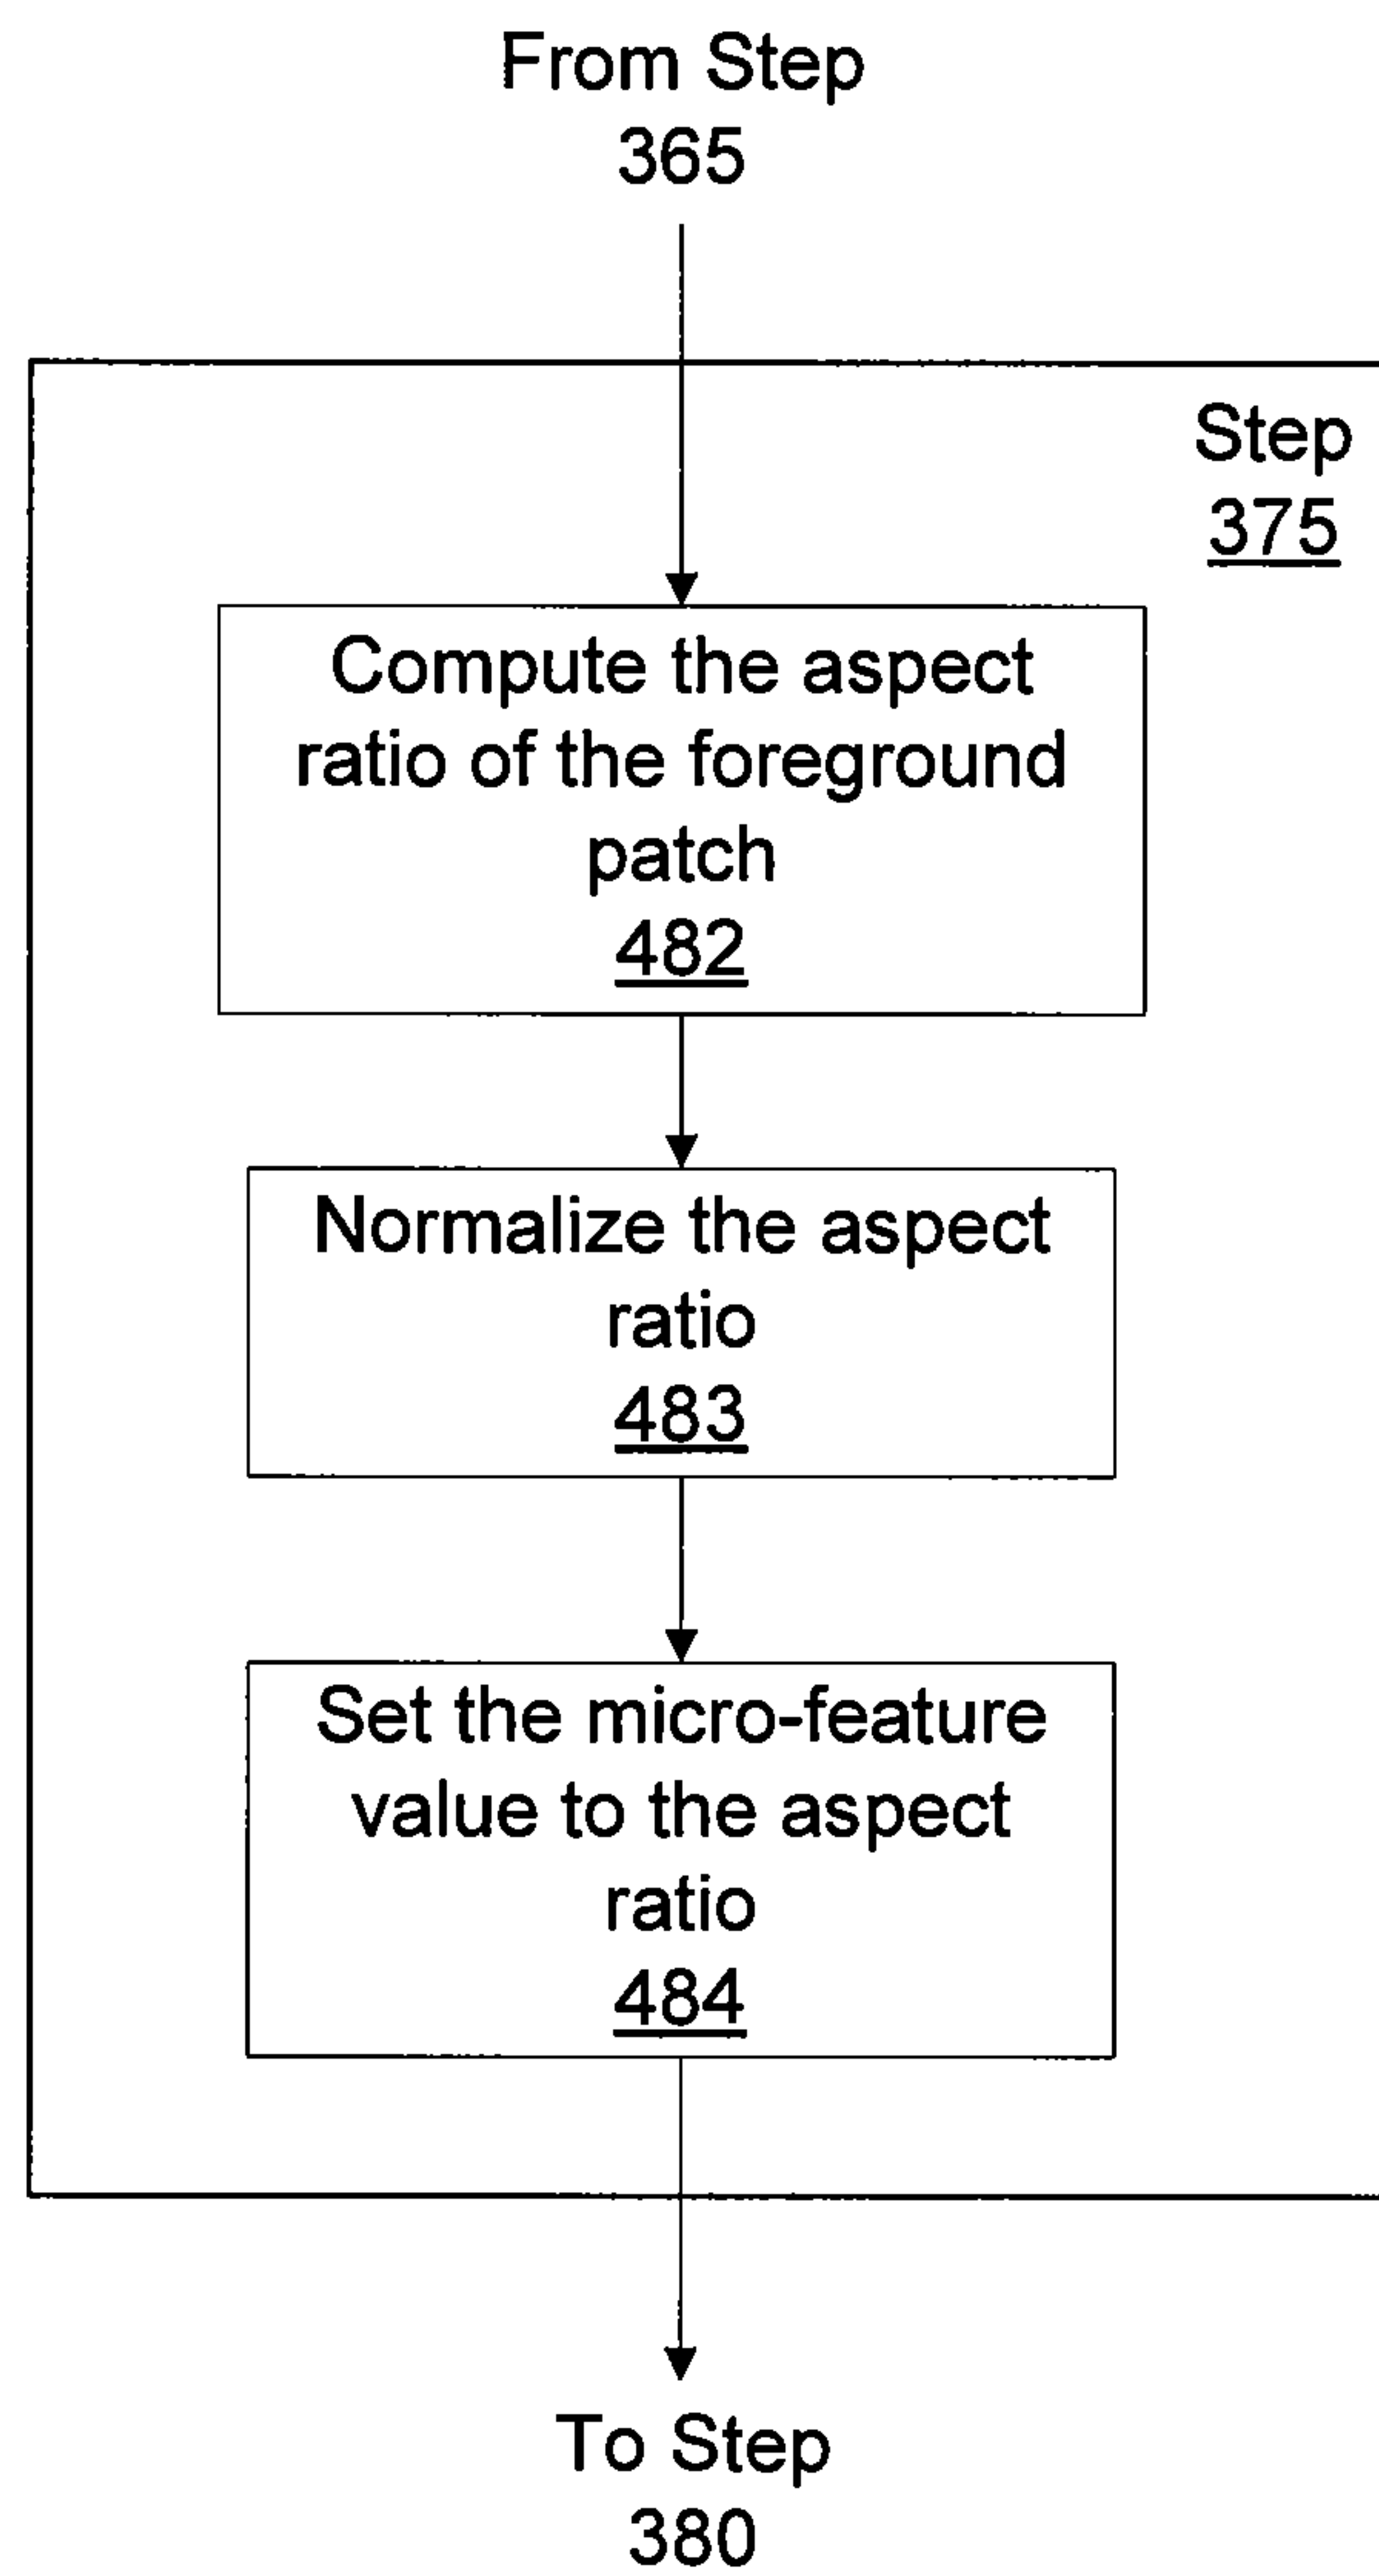 From Step
365
Step
375
Compute the aspect
ratio of the foreground
patch
482
Normalize the aspect
ratio
483
Set the micro-feature
value to the aspect
ratio
484
To Step
380